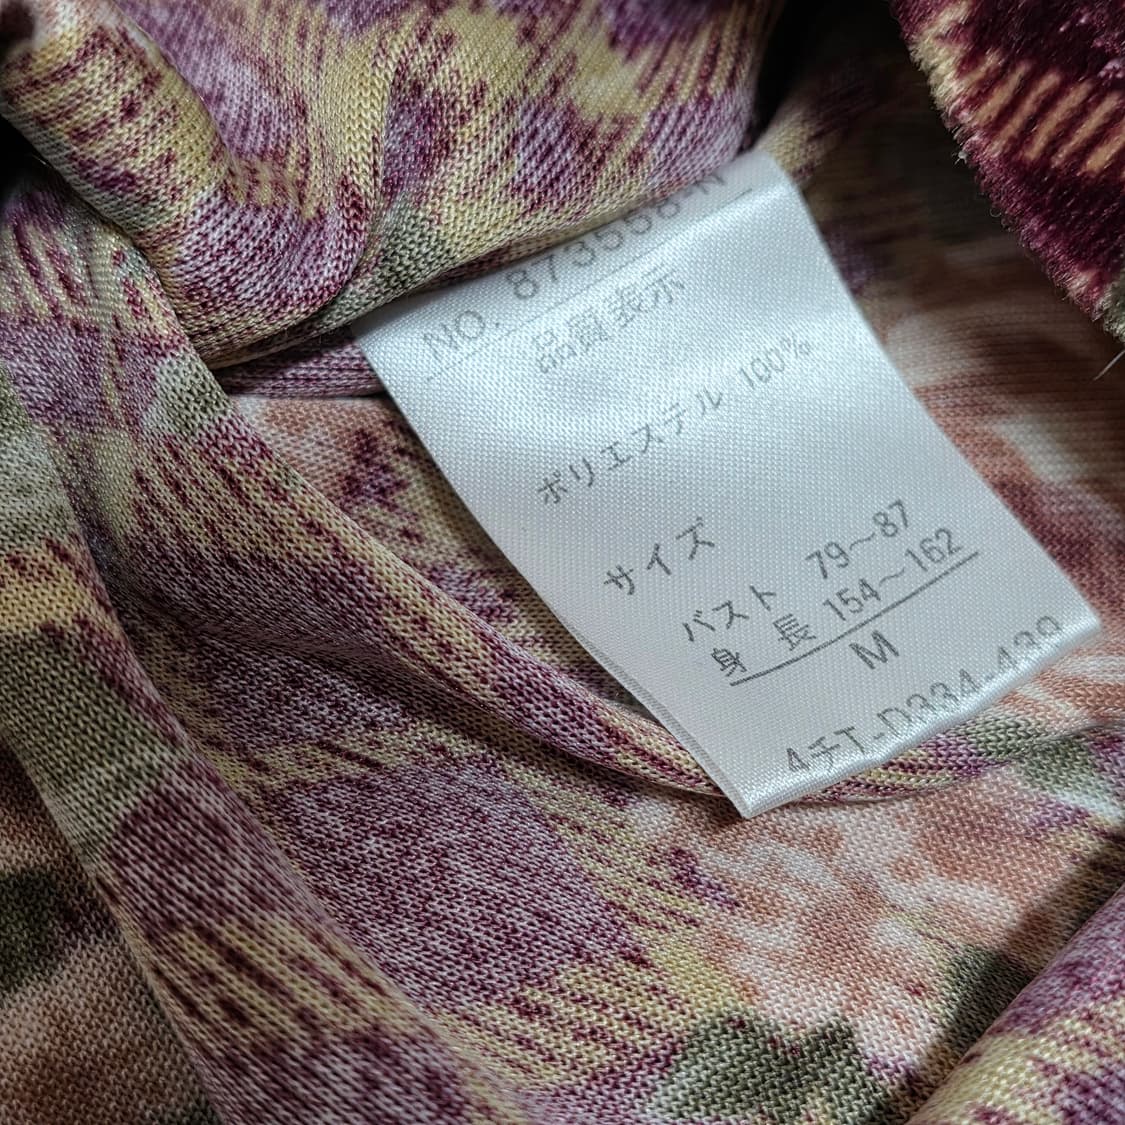 NO. 873558-N
品質表示
ポリエステル 100%
サイズ
バスト 79～87
身 長 154～162
M
4チT-D334-439